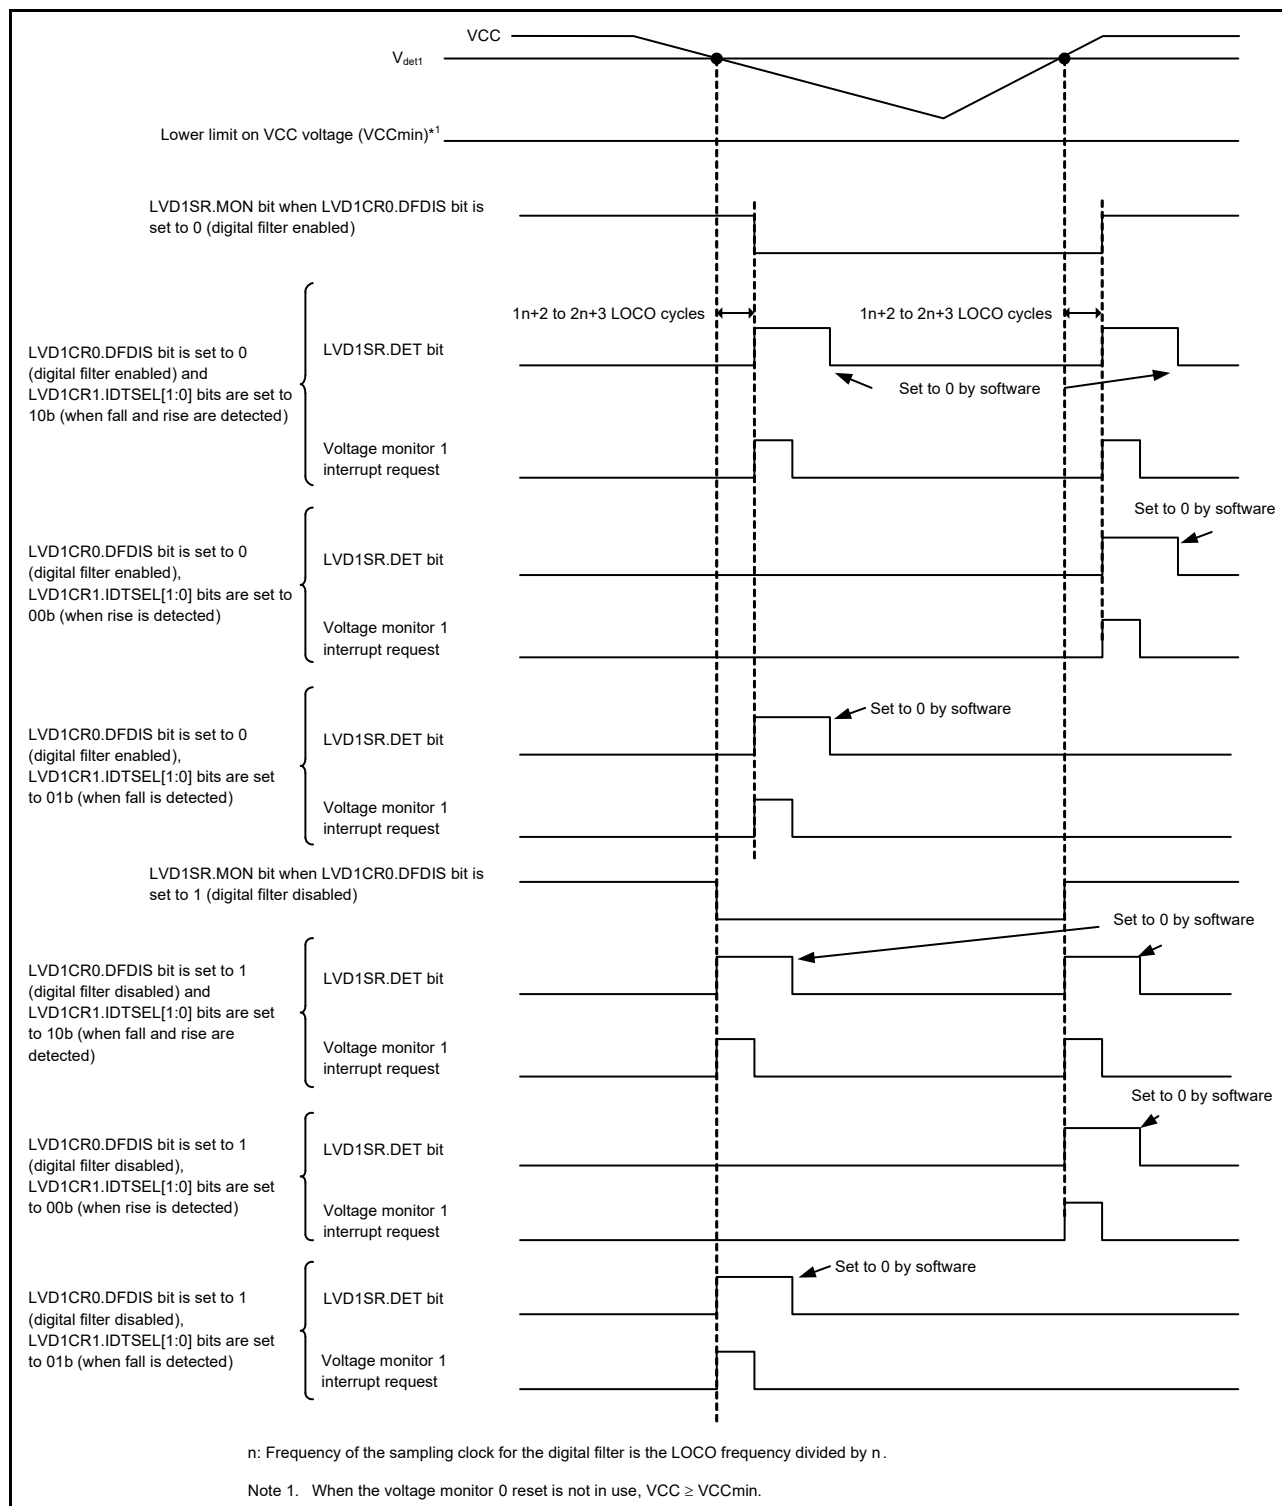 VCC
Vdet1
Lower limit on VCC voltage (VCCmin)*1
LVD1SR.MON bit when LVD1CR0.DFDIS bit is
set to 0 (digital filter enabled)
1n+2 to 2n+3 LOCO cycles
1n+2 to 2n+3 LOCO cycles
LVD1CR0.DFDIS bit is set to 0
(digital filter enabled) and
LVD1CR1.IDTSEL[1:0] bits are set to
10b (when fall and rise are detected)
LVD1SR.DET bit
Set to 0 by software
Voltage monitor 1
interrupt request
Set to 0 by software
LVD1CR0.DFDIS bit is set to 0
(digital filter enabled),
LVD1CR1.IDTSEL[1:0] bits are set to
00b (when rise is detected)
LVD1SR.DET bit
Voltage monitor 1
interrupt request
Set to 0 by software
LVD1CR0.DFDIS bit is set to 0
(digital filter enabled),
LVD1CR1.IDTSEL[1:0] bits are set
to 01b (when fall is detected)
LVD1SR.DET bit
Voltage monitor 1
interrupt request
LVD1SR.MON bit when LVD1CR0.DFDIS bit is
set to 1 (digital filter disabled)
Set to 0 by software
LVD1CR0.DFDIS bit is set to 1
(digital filter disabled) and
LVD1CR1.IDTSEL[1:0] bits are set
to 10b (when fall and rise are
detected)
LVD1SR.DET bit
Voltage monitor 1
interrupt request
Set to 0 by software
LVD1CR0.DFDIS bit is set to 1
(digital filter disabled),
LVD1CR1.IDTSEL[1:0] bits are set
to 00b (when rise is detected)
LVD1SR.DET bit
Voltage monitor 1
interrupt request
Set to 0 by software
LVD1CR0.DFDIS bit is set to 1
(digital filter disabled),
LVD1CR1.IDTSEL[1:0] bits are set
to 01b (when fall is detected)
LVD1SR.DET bit
Voltage monitor 1
interrupt request
n: Frequency of the sampling clock for the digital filter is the LOCO frequency divided by n.
Note 1. When the voltage monitor 0 reset is not in use, VCC ≥ VCCmin.